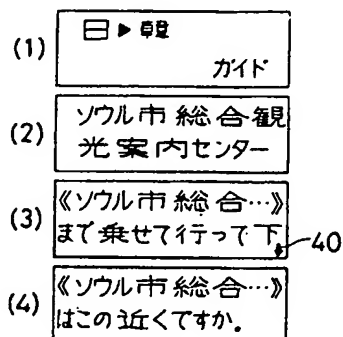 (1)
日▶韓
ガイド
(2)
ソウル市総合観
光案内センター
(3)
《ソウル市総合…》
まで乗せて行って下
40
(4)
《ソウル市総合…》
はこの近くですか.